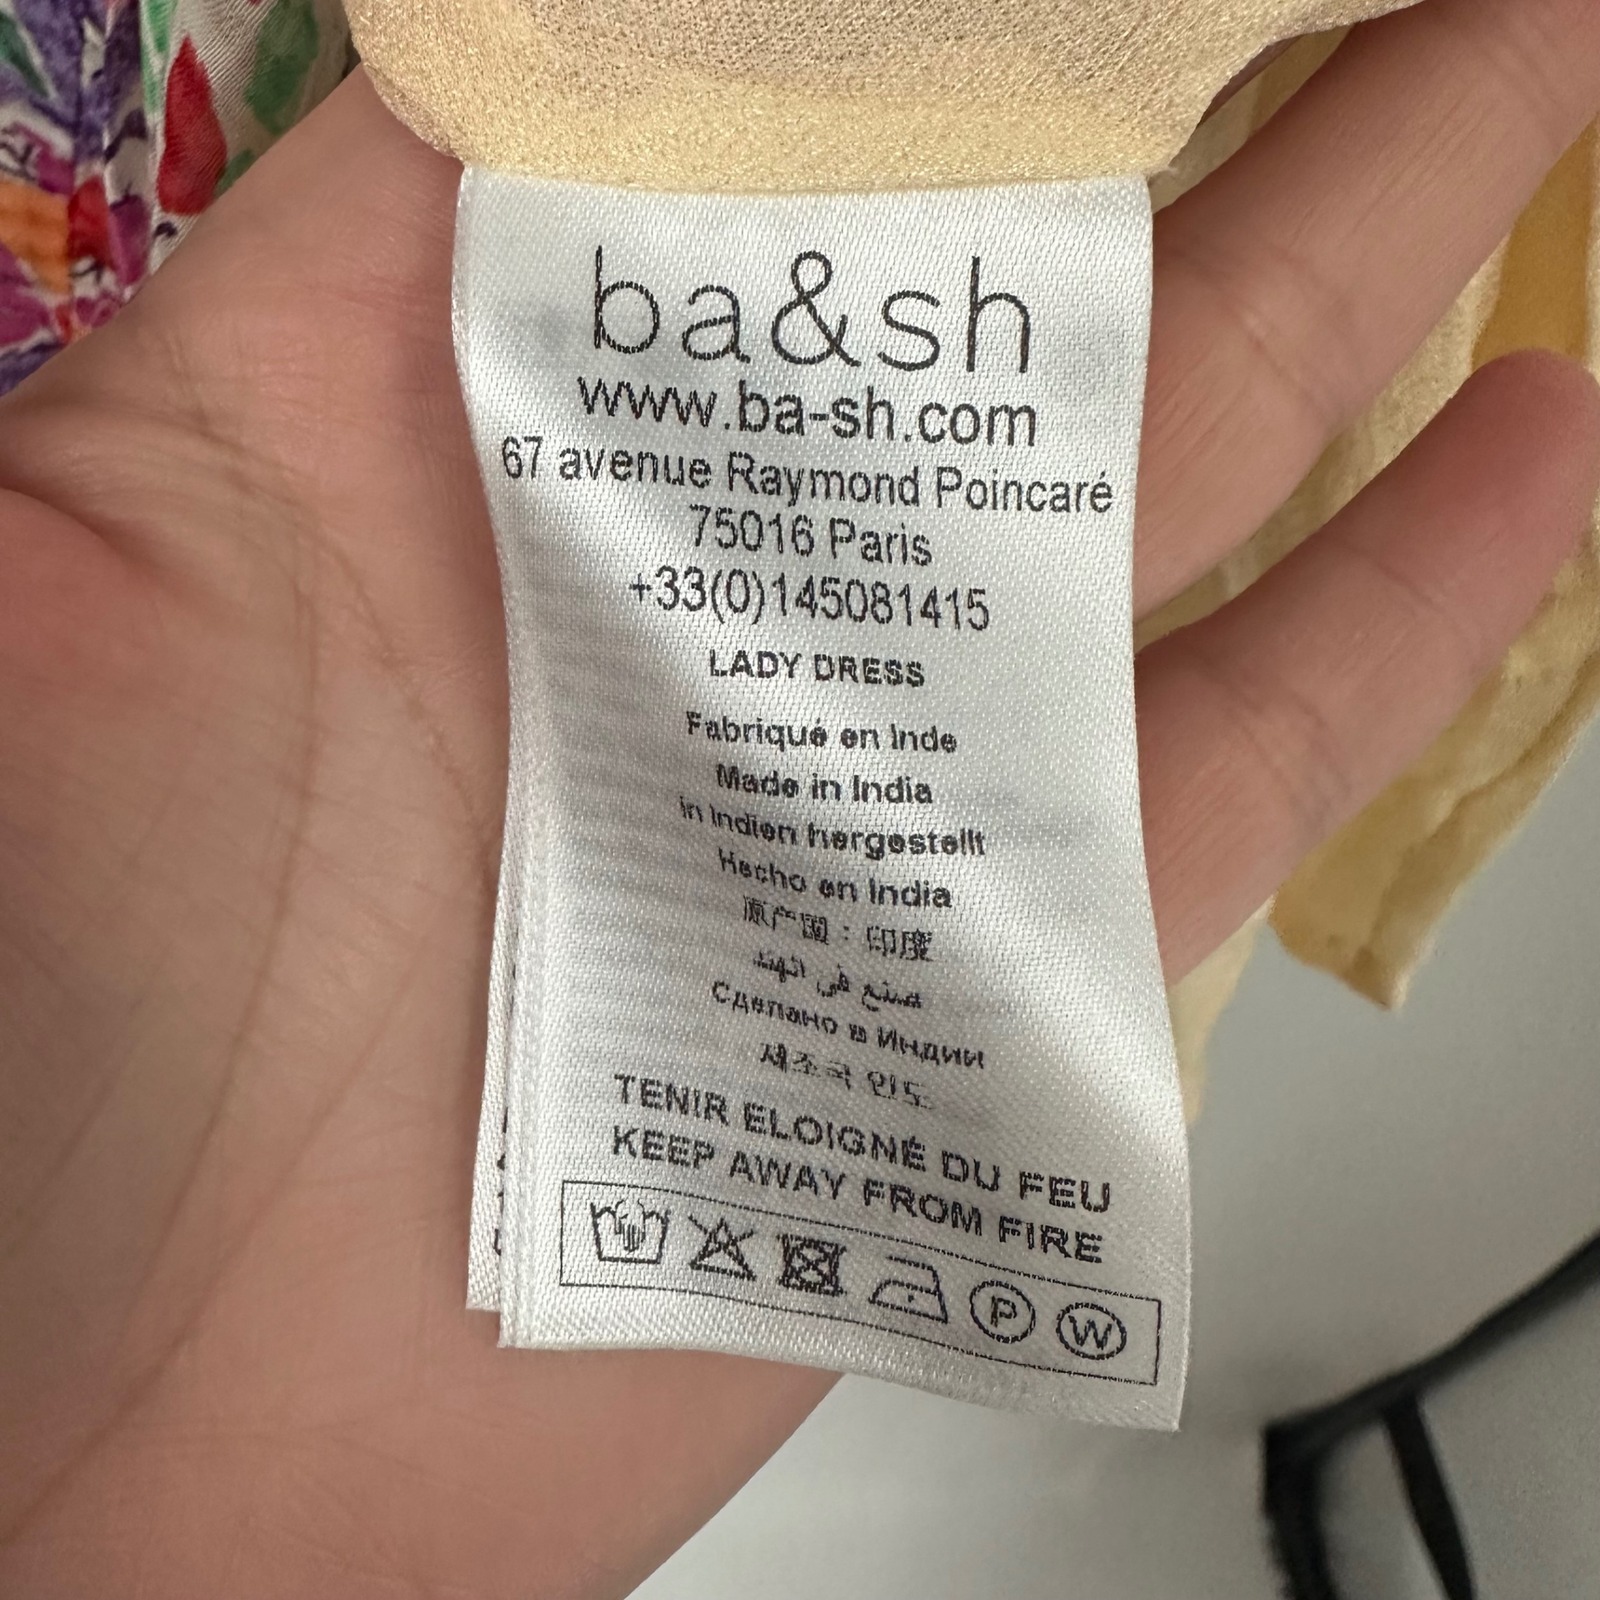 ba&sh
www.ba-sh.com
67 avenue Raymond Poincaré
75016 Paris
+33(0)145081415
LADY DRESS
Fabriqué en Inde
Made in India
in Indien hergestellt
Hecho en India
原产国：印度
صنع في الهند
Сделано в Индии
제조국 인도
TENIR ELOIGNÉ DU FEU
KEEP AWAY FROM FIRE
P
W